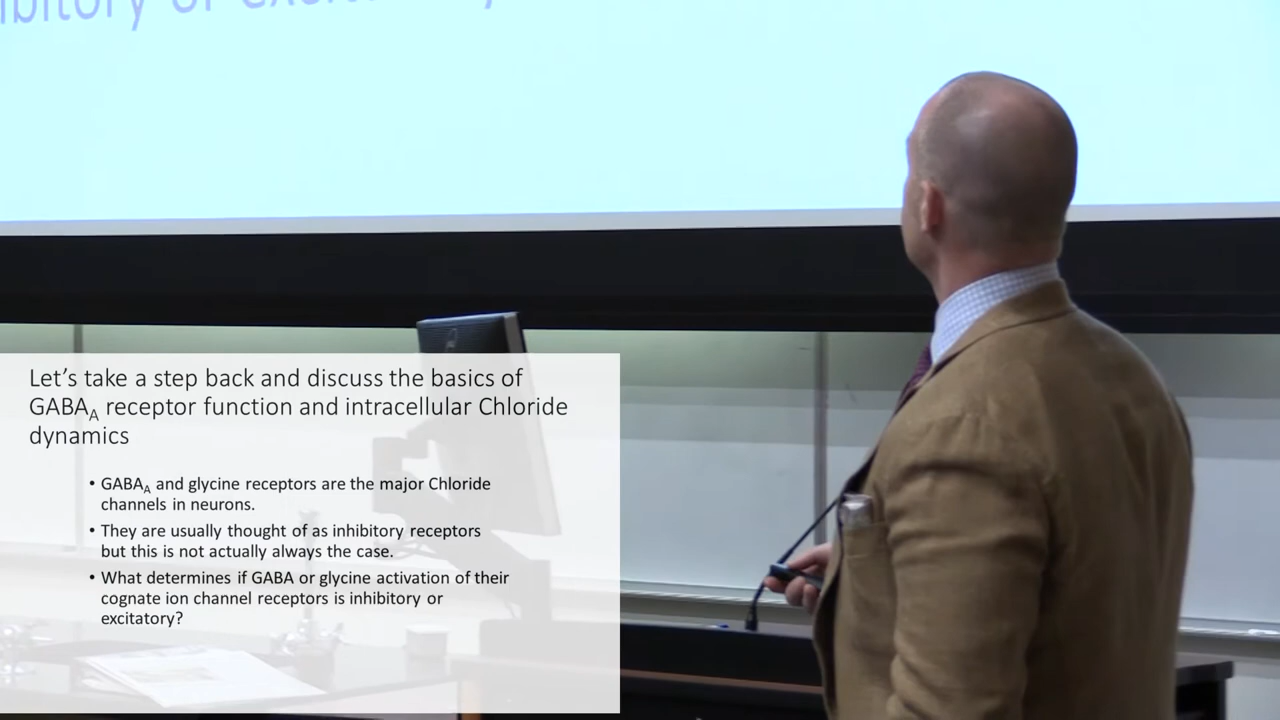 Let's take a step back and discuss the basics of
GABAA receptor function and intracellular Chloride
dynamics
• GABAA and glycine receptors are the major Chloride
channels in neurons.
• They are usually thought of as inhibitory receptors
but this is not actually always the case.
• What determines if GABA or glycine activation of their
cognate ion channel receptors is inhibitory or
excitatory?